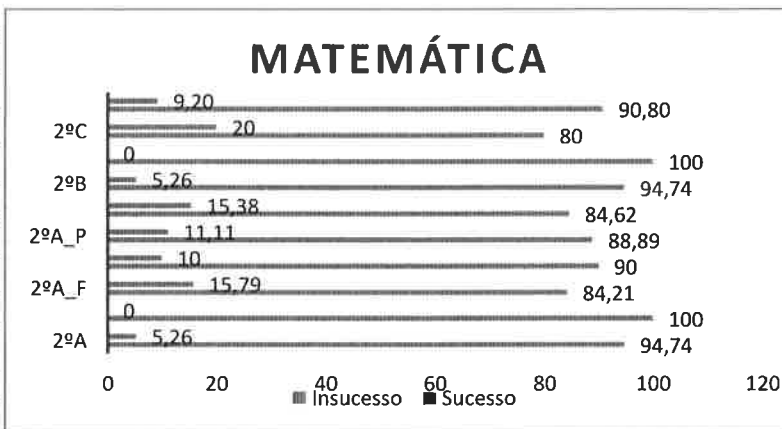 MATEMÁTICA
9,20
90,80
2ºC
20
80
0
100
2ºB
5,26
94,74
15,38
84,62
2ºA_P
11,11
88,89
10
90
2ºA_F
15,79
84,21
0
100
2ºA
5,26
94,74
0 20 40 60 80 100 120
Insucesso Sucesso